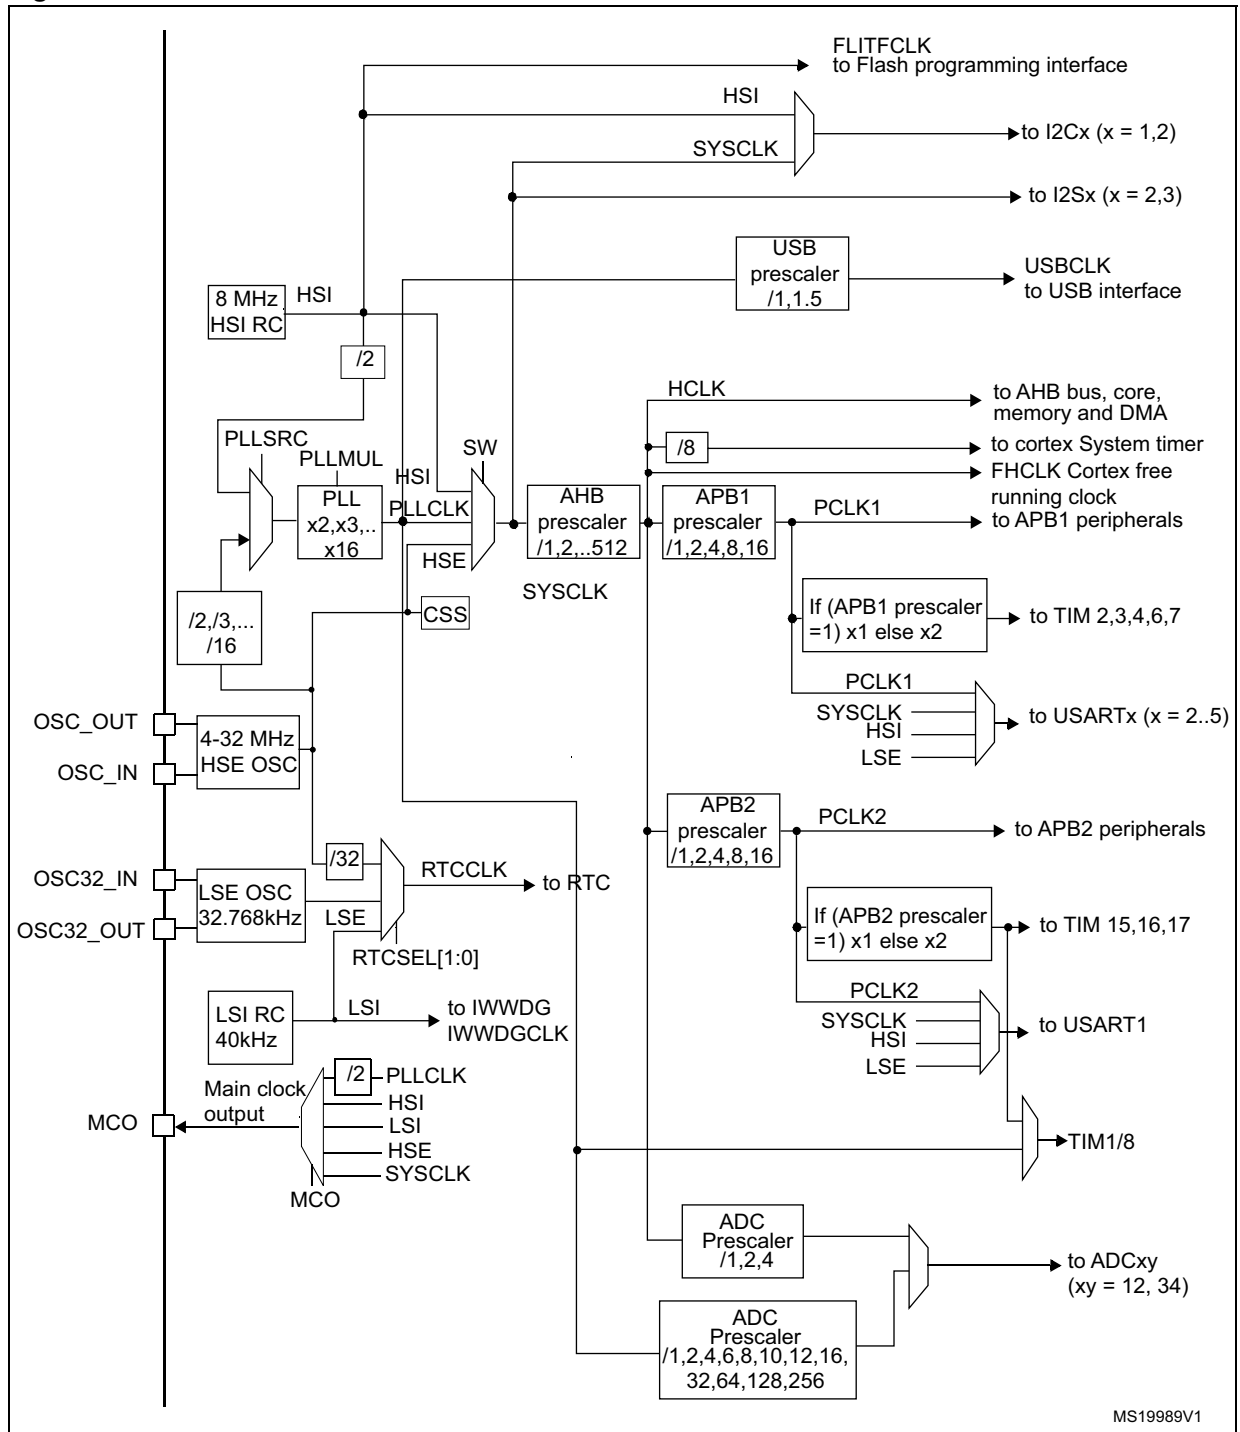 FLITFCLK
to Flash programming interface
HSI
to I2Cx (x = 1,2)
SYSCLK
to I2Sx (x = 2,3)
USB
prescaler
/1,1.5
USBCLK
to USB interface
8 MHz
HSI RC
HSI
/2
HCLK
to AHB bus, core,
memory and DMA
/8
to cortex System timer
FHCLK Cortex free
running clock
PLLSRC
PLLMUL
PLL
x2,x3,..
x16
HSI
PLLCLK
HSE
SW
AHB
prescaler
/1,2,..512
SYSCLK
APB1
prescaler
/1,2,4,8,16
PCLK1
to APB1 peripherals
/2,/3,...
/16
CSS
If (APB1 prescaler
=1) x1 else x2
to TIM 2,3,4,6,7
PCLK1
SYSCLK
HSI
LSE
to USARTx (x = 2..5)
OSC_OUT
OSC_IN
4-32 MHz
HSE OSC
APB2
prescaler
/1,2,4,8,16
PCLK2
to APB2 peripherals
/32
RTCCLK
to RTC
OSC32_IN
OSC32_OUT
LSE OSC
32.768kHz
LSE
RTCSEL[1:0]
If (APB2 prescaler
=1) x1 else x2
to TIM 15,16,17
LSI RC
40kHz
LSI
to IWWDG
IWWDGCLK
PCLK2
SYSCLK
HSI
LSE
to USART1
MCO
Main clock
output
/2
PLLCLK
HSI
LSI
HSE
SYSCLK
MCO
TIM1/8
ADC
Prescaler
/1,2,4
to ADCxy
(xy = 12, 34)
ADC
Prescaler
/1,2,4,6,8,10,12,16,
32,64,128,256
MS19989V1